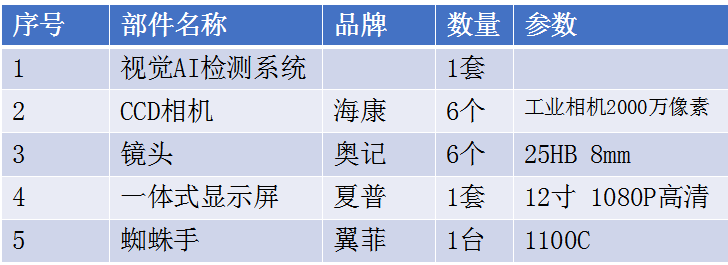 序号 部件名称 品牌 数量 参数
1 视觉AI检测系统 1套
2 CCD相机 海康 6个 工业相机2000万像素
3 镜头 奥记 6个 25HB 8mm
4 一体式显示屏 夏普 1套 12寸 1080P高清
5 蜘蛛手 翼菲 1台 1100C